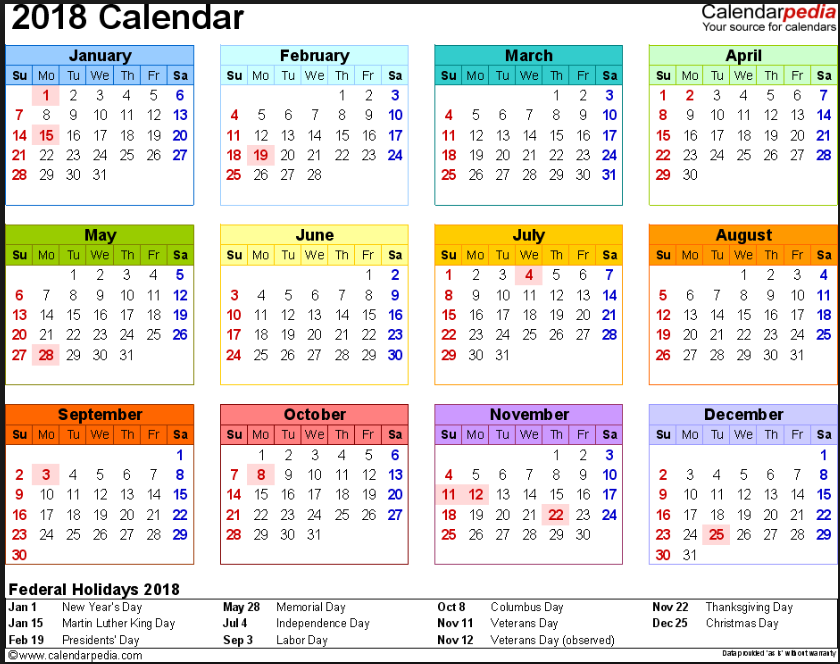 2018 Calendar
Calendarpedia
Your source for calendars
January
Su Mo Tu We Th Fr Sa
1 2 3 4 5 6
7 8 9 10 11 12 13
14 15 16 17 18 19 20
21 22 23 24 25 26 27
28 29 30 31
February
Su Mo Tu We Th Fr Sa
1 2 3
4 5 6 7 8 9 10
11 12 13 14 15 16 17
18 19 20 21 22 23 24
25 26 27 28
March
Su Mo Tu We Th Fr Sa
1 2 3
4 5 6 7 8 9 10
11 12 13 14 15 16 17
18 19 20 21 22 23 24
25 26 27 28 29 30 31
April
Su Mo Tu We Th Fr Sa
1 2 3 4 5 6 7
8 9 10 11 12 13 14
15 16 17 18 19 20 21
22 23 24 25 26 27 28
29 30
May
Su Mo Tu We Th Fr Sa
1 2 3 4 5
6 7 8 9 10 11 12
13 14 15 16 17 18 19
20 21 22 23 24 25 26
27 28 29 30 31
June
Su Mo Tu We Th Fr Sa
1 2
3 4 5 6 7 8 9
10 11 12 13 14 15 16
17 18 19 20 21 22 23
24 25 26 27 28 29 30
July
Su Mo Tu We Th Fr Sa
1 2 3 4 5 6 7
8 9 10 11 12 13 14
15 16 17 18 19 20 21
22 23 24 25 26 27 28
29 30 31
August
Su Mo Tu We Th Fr Sa
1 2 3 4
5 6 7 8 9 10 11
12 13 14 15 16 17 18
19 20 21 22 23 24 25
26 27 28 29 30 31
September
Su Mo Tu We Th Fr Sa
1
2 3 4 5 6 7 8
9 10 11 12 13 14 15
16 17 18 19 20 21 22
23 24 25 26 27 28 29
30
October
Su Mo Tu We Th Fr Sa
1 2 3 4 5 6
7 8 9 10 11 12 13
14 15 16 17 18 19 20
21 22 23 24 25 26 27
28 29 30 31
November
Su Mo Tu We Th Fr Sa
1 2 3
4 5 6 7 8 9 10
11 12 13 14 15 16 17
18 19 20 21 22 23 24
25 26 27 28 29 30
December
Su Mo Tu We Th Fr Sa
1
2 3 4 5 6 7 8
9 10 11 12 13 14 15
16 17 18 19 20 21 22
23 24 25 26 27 28 29
30 31
Federal Holidays 2018
Jan 1 New Year's Day
Jan 15 Martin Luther King Day
Feb 19 Presidents' Day
May 28 Memorial Day
Jul 4 Independence Day
Sep 3 Labor Day
Oct 8 Columbus Day
Nov 11 Veterans Day
Nov 12 Veterans Day (observed)
Nov 22 Thanksgiving Day
Dec 25 Christmas Day
© www.calendarpedia.com
Data provided 'as is' without warranty